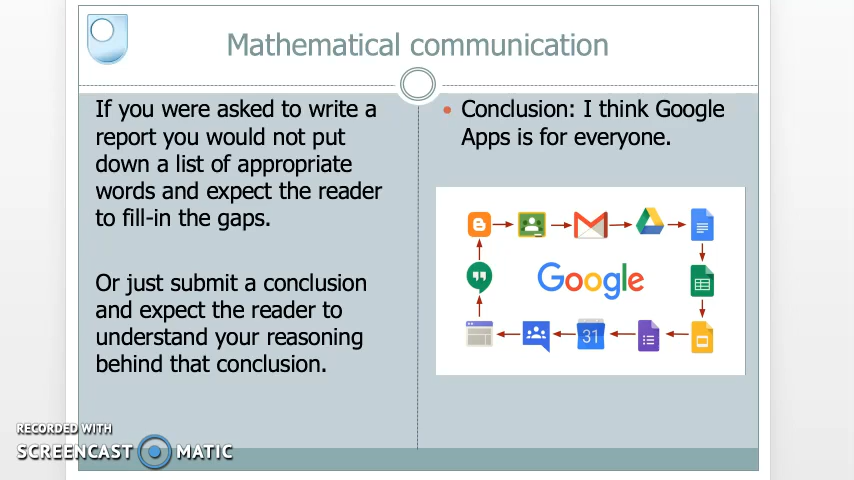 Mathematical communication
If you were asked to write a
report you would not put
down a list of appropriate
words and expect the reader
to fill-in the gaps.
Or just submit a conclusion
and expect the reader to
understand your reasoning
behind that conclusion.
• Conclusion: I think Google
Apps is for everyone.
Google
31
RECORDED WITH
SCREENCAST MATIC